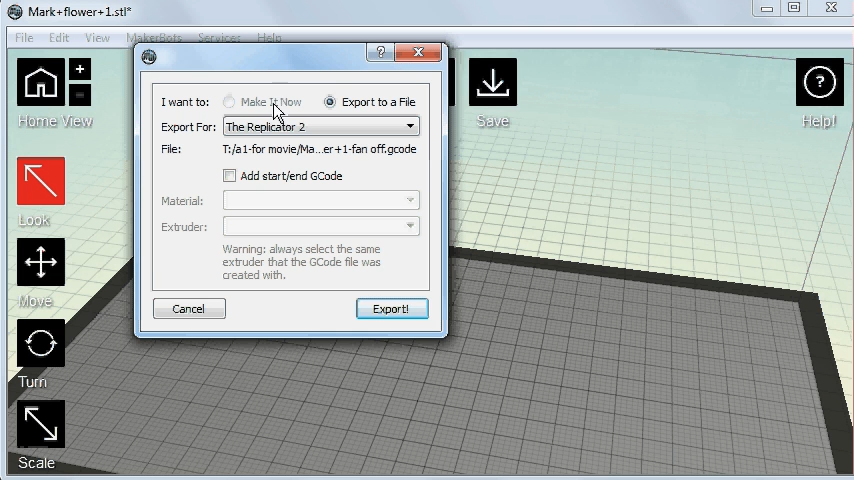 Mark+flower+1.stl*
File Edit View MakerBots Services Help
Home View
Save
Help!
Look
Move
Turn
Scale
?
I want to: Make It Now Export to a File
Export For: The Replicator 2
File: T:/a1-for movie/Ma...er+1-fan off.gcode
Add start/end GCode
Material:
Extruder:
Warning: always select the same
extruder that the GCode file was
created with.
Cancel Export!